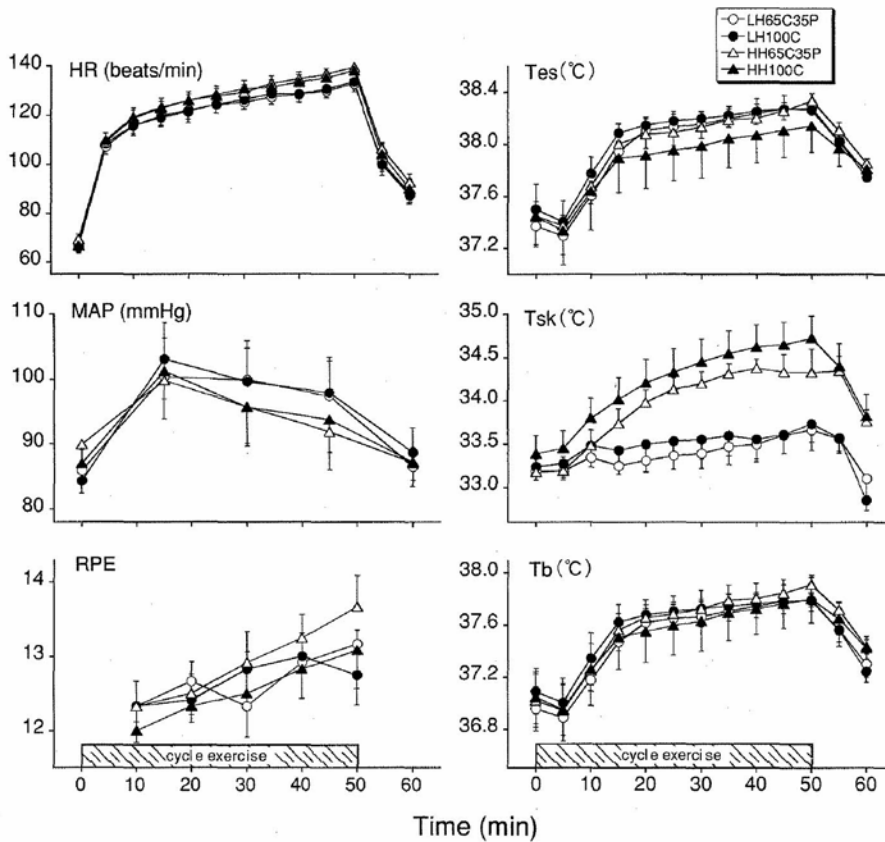 LH65C35P
LH100C
HH65C35P
HH100C
HR (beats/min)
140
120
100
80
60
Tes (℃)
38.4
38.0
37.6
37.2
MAP (mmHg)
110
100
90
80
Tsk (℃)
35.0
34.5
34.0
33.5
33.0
RPE
14
13
12
cycle exercise
0 10 20 30 40 50 60
Tb (℃)
38.0
37.6
37.2
36.8
cycle exercise
0 10 20 30 40 50 60
Time (min)